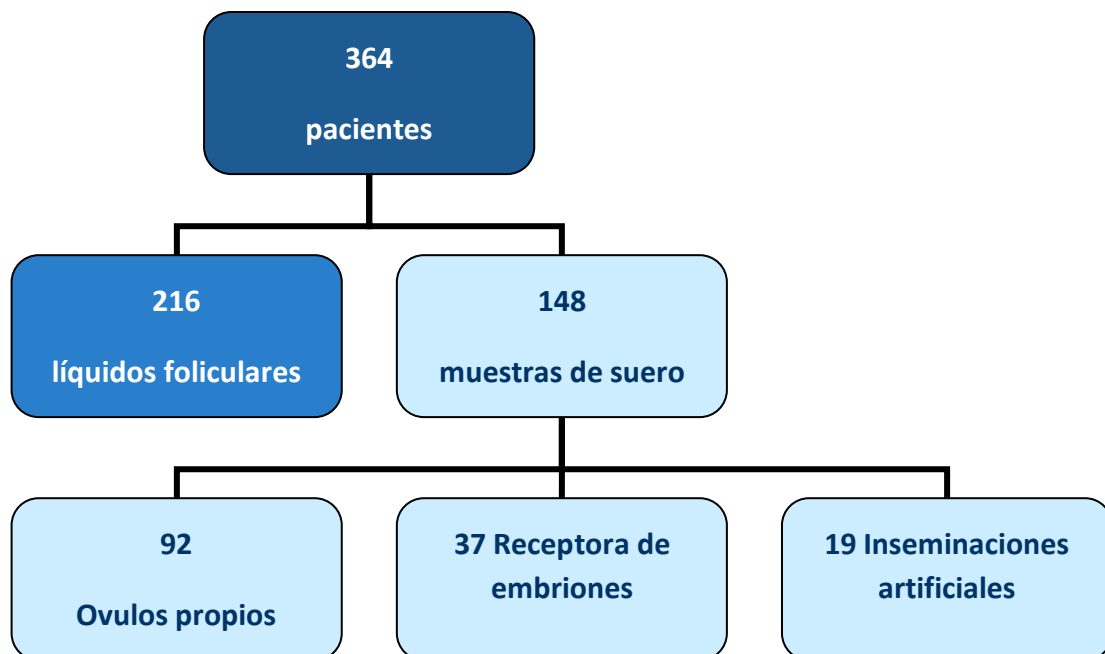 364
pacientes
216
líquidos foliculares
148
muestras de suero
92
Ovulos propios
37 Receptora de
embriones
19 Inseminaciones
artificiales